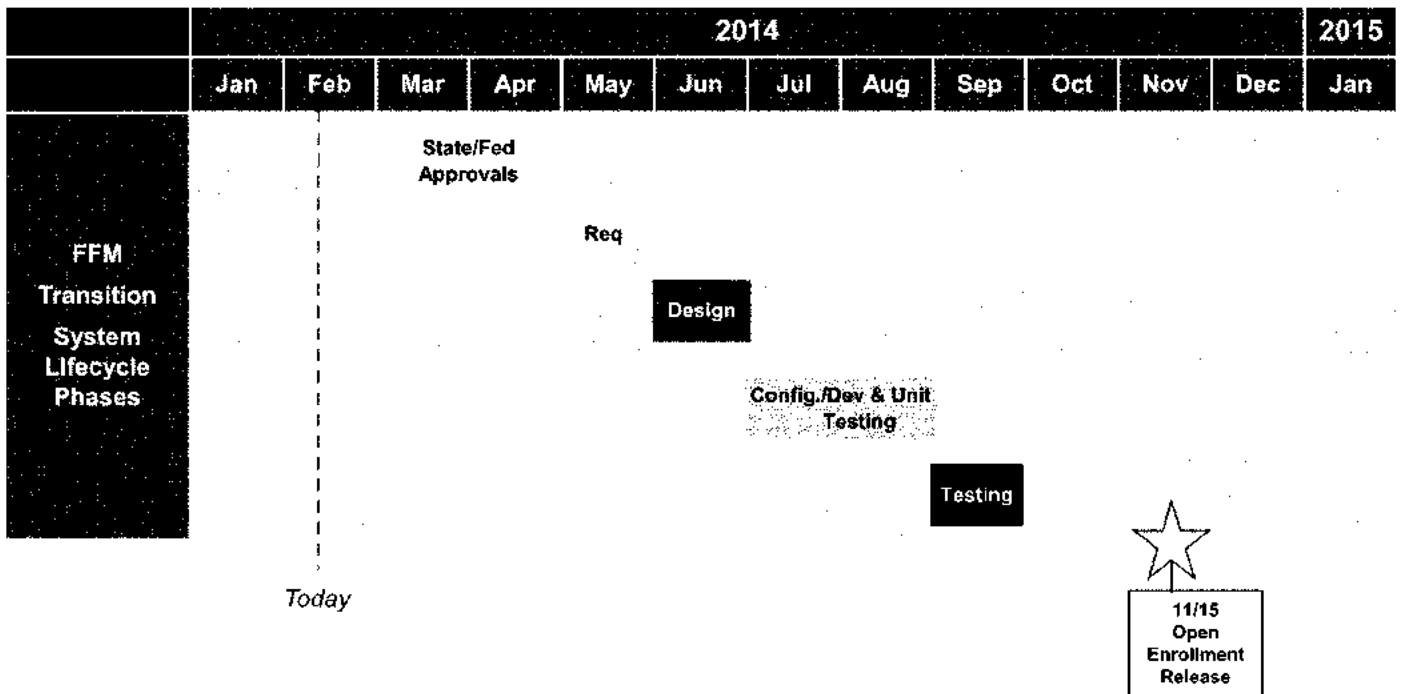 2014 2015
Jan Feb Mar Apr May Jun Jul Aug Sep Oct Nov Dec Jan
State/Fed
Approvals
Req
FFM
Transition
System
Lifecycle
Phases
Design
Config./Dev & Unit
Testing
Testing
Today
11/15
Open
Enrollment
Release